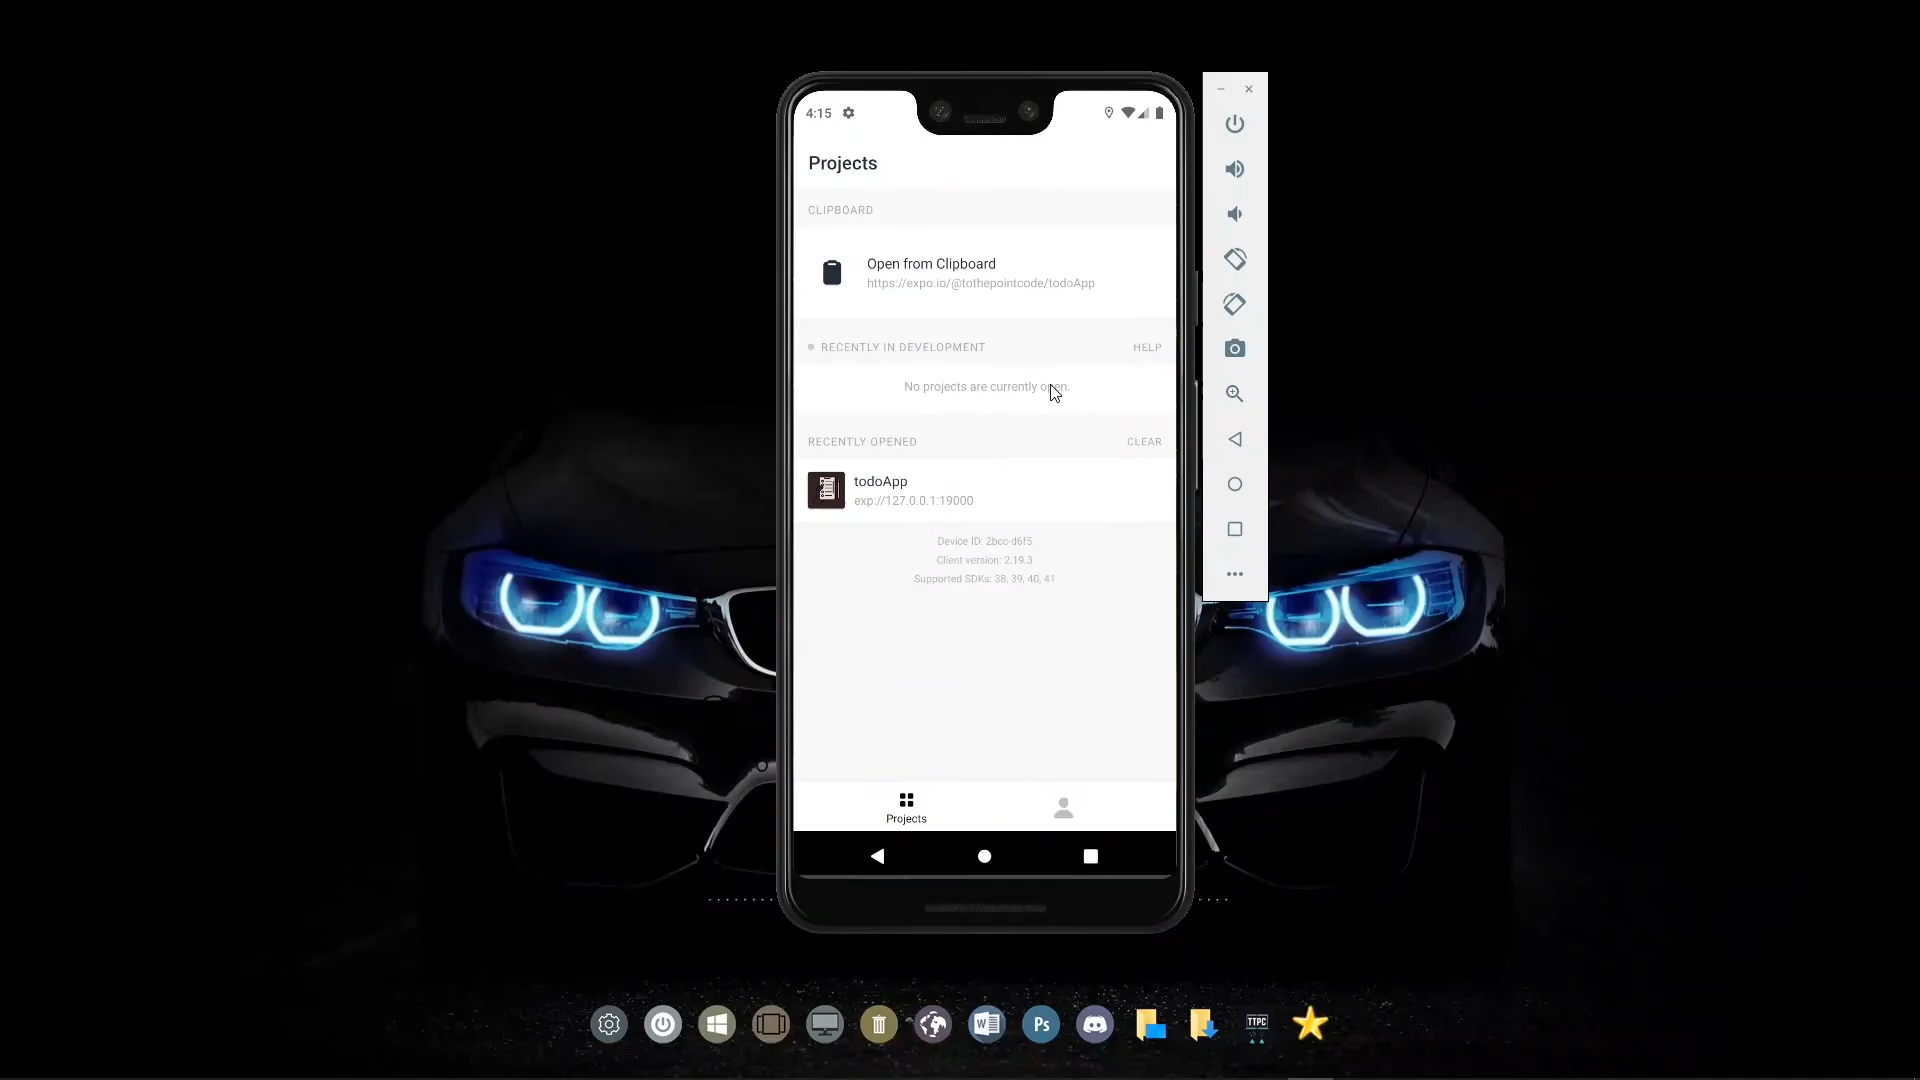 4:15
Projects
CLIPBOARD
Open from Clipboard
https://expo.io/@tothepointcode/todoApp
RECENTLY IN DEVELOPMENT HELP
No projects are currently open.
RECENTLY OPENED CLEAR
todoApp
exp://127.0.0.1:19000
Device ID: 2bcc-d6f5
Client version: 2.19.3
Supported SDKs: 38, 39, 40, 41
Projects
W Ps TTPC